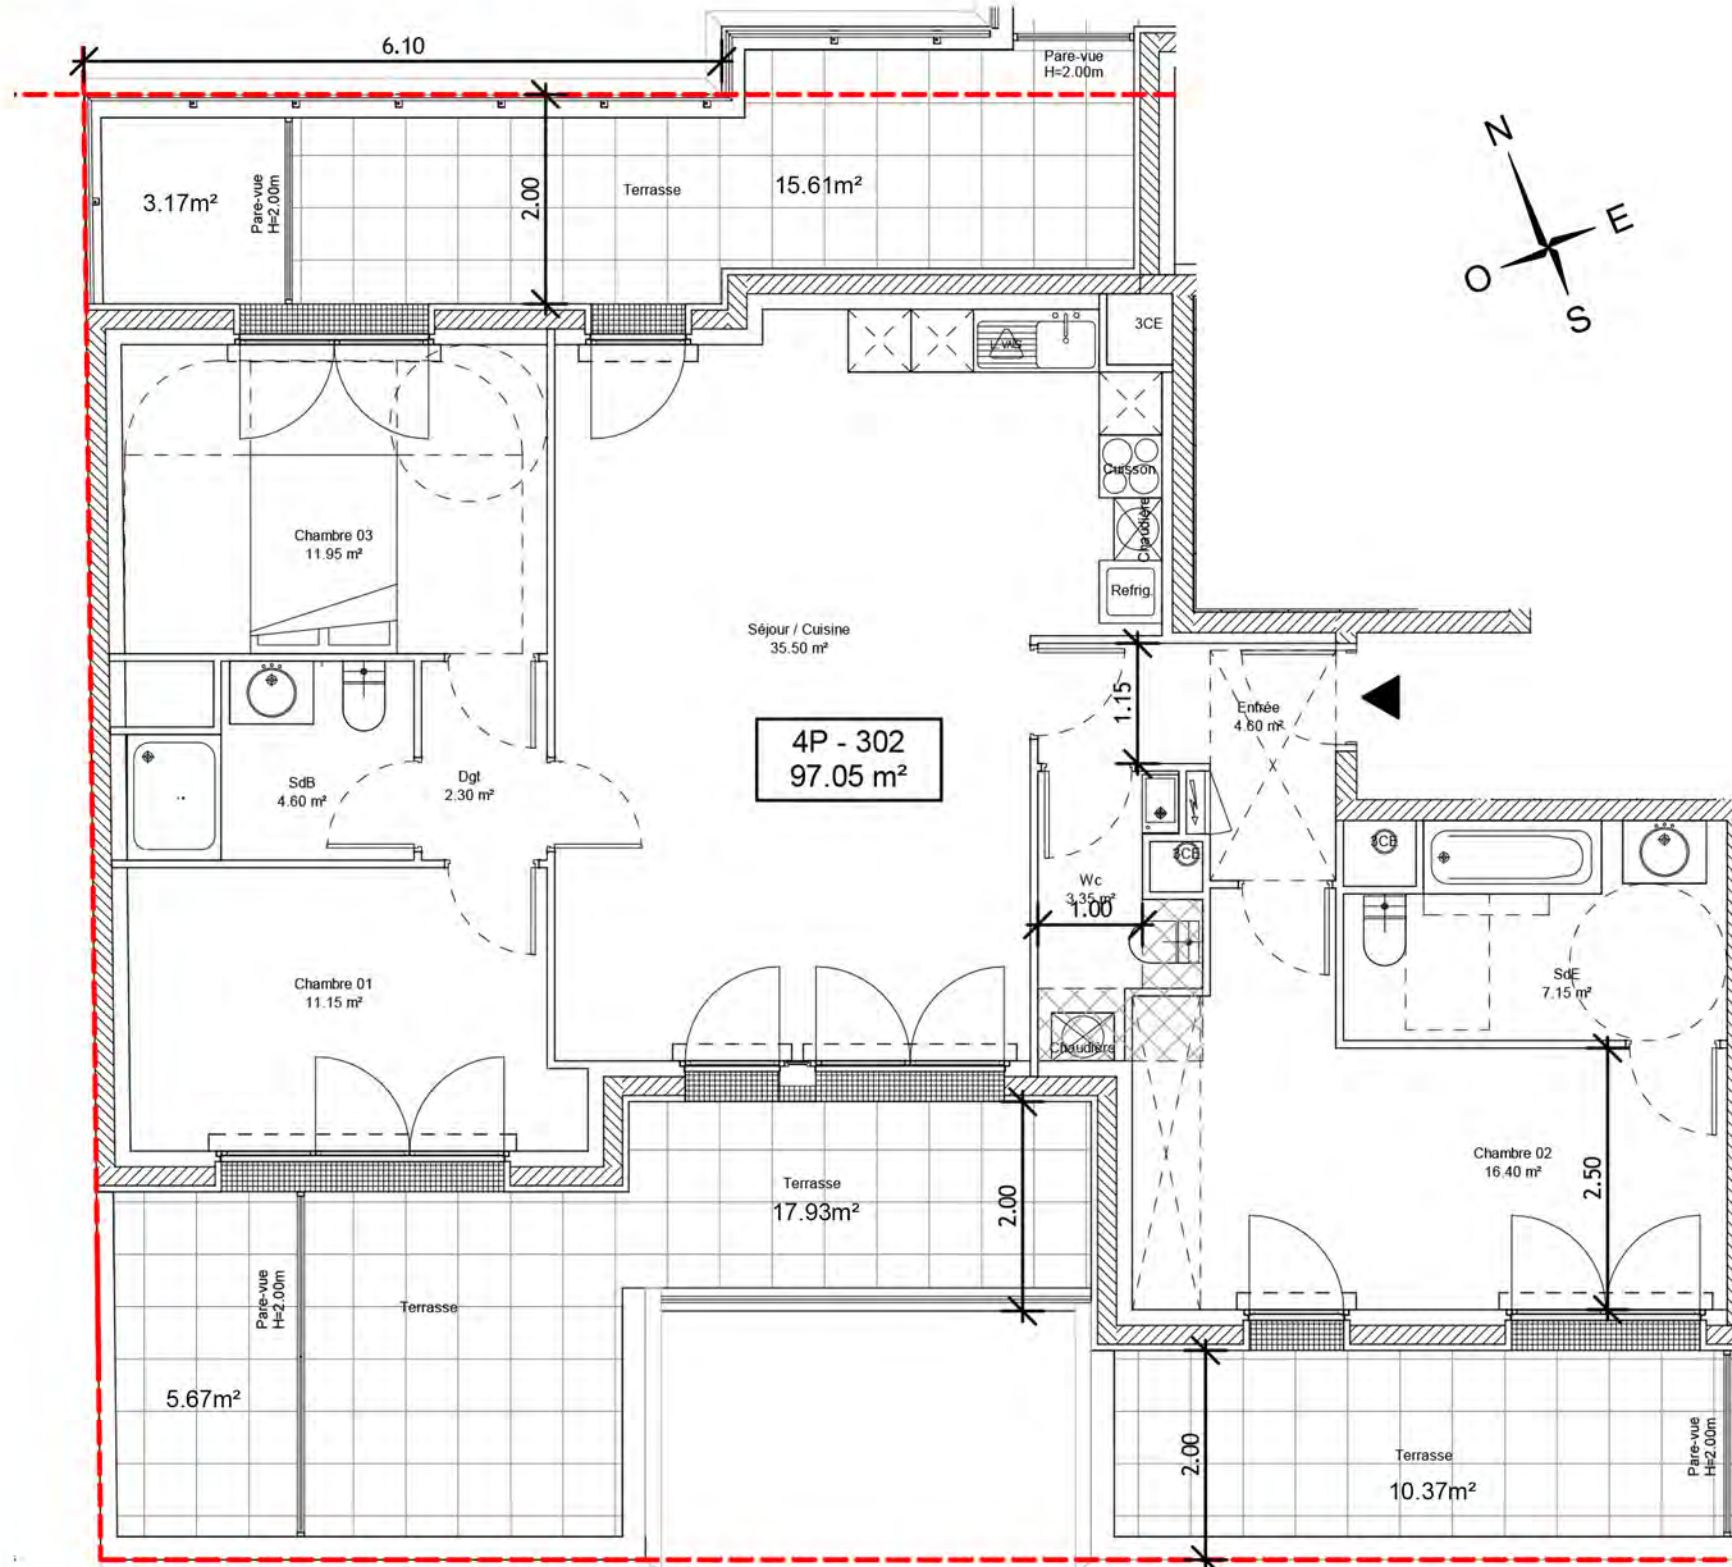 6.10
Pare-vue
H=2.00m
N
E
O
S
3.17m²
Pare-vue
H=2.00m
2.00
Terrasse
15.61m²
3CE
L.VAIS
Cuisson
Chaudière
Refrig.
Chambre 03
11.95 m²
Séjour / Cuisine
35.50 m²
1.15
Entrée
4.60 m²
4P - 302
97.05 m²
SdB
4.60 m²
Dgt
2.30 m²
3CE
3CE
Wc
3.35 m²
1.00
Chambre 01
11.15 m²
SdE
7.15 m²
Chaudière
Chambre 02
16.40 m²
2.50
Terrasse
17.93m²
2.00
Pare-vue
H=2.00m
Terrasse
5.67m²
2.00
Terrasse
10.37m²
Pare-vue
H=2.00m